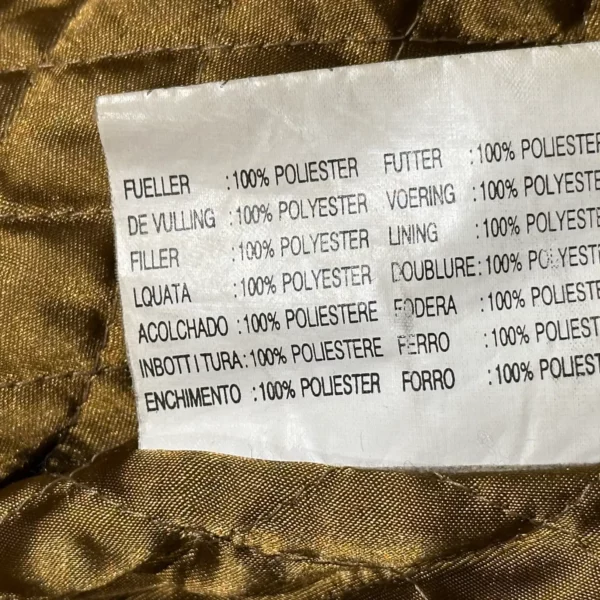 FUELLER :100% POLIESTER FUTTER :100% POLIESTER
DE VULLING :100% POLYESTER VOERING :100% POLYESTE
FILLER :100% POLYESTER LINING :100% POLYESTE
LQUATA :100% POLYESTER DOUBLURE:100% POLYESTE
ACOLCHADO :100% POLIESTERE FODERA :100% POLIESTE
INBOTTITURA:100% POLIESTERE FERRO :100% POLIEST
ENCHIMENTO :100% POLIESTER FORRO :100% POLIEST